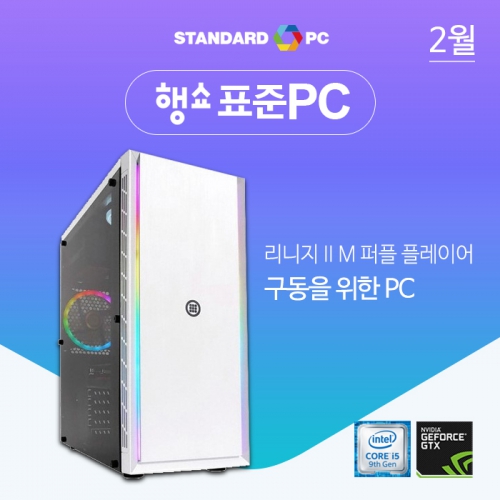 STANDARD PC
2월
행쇼 표준PC
리니지 II M 퍼플 플레이어
구동을 위한 PC
intel
CORE i5
9th Gen
NVIDIA
GEFORCE
GTX